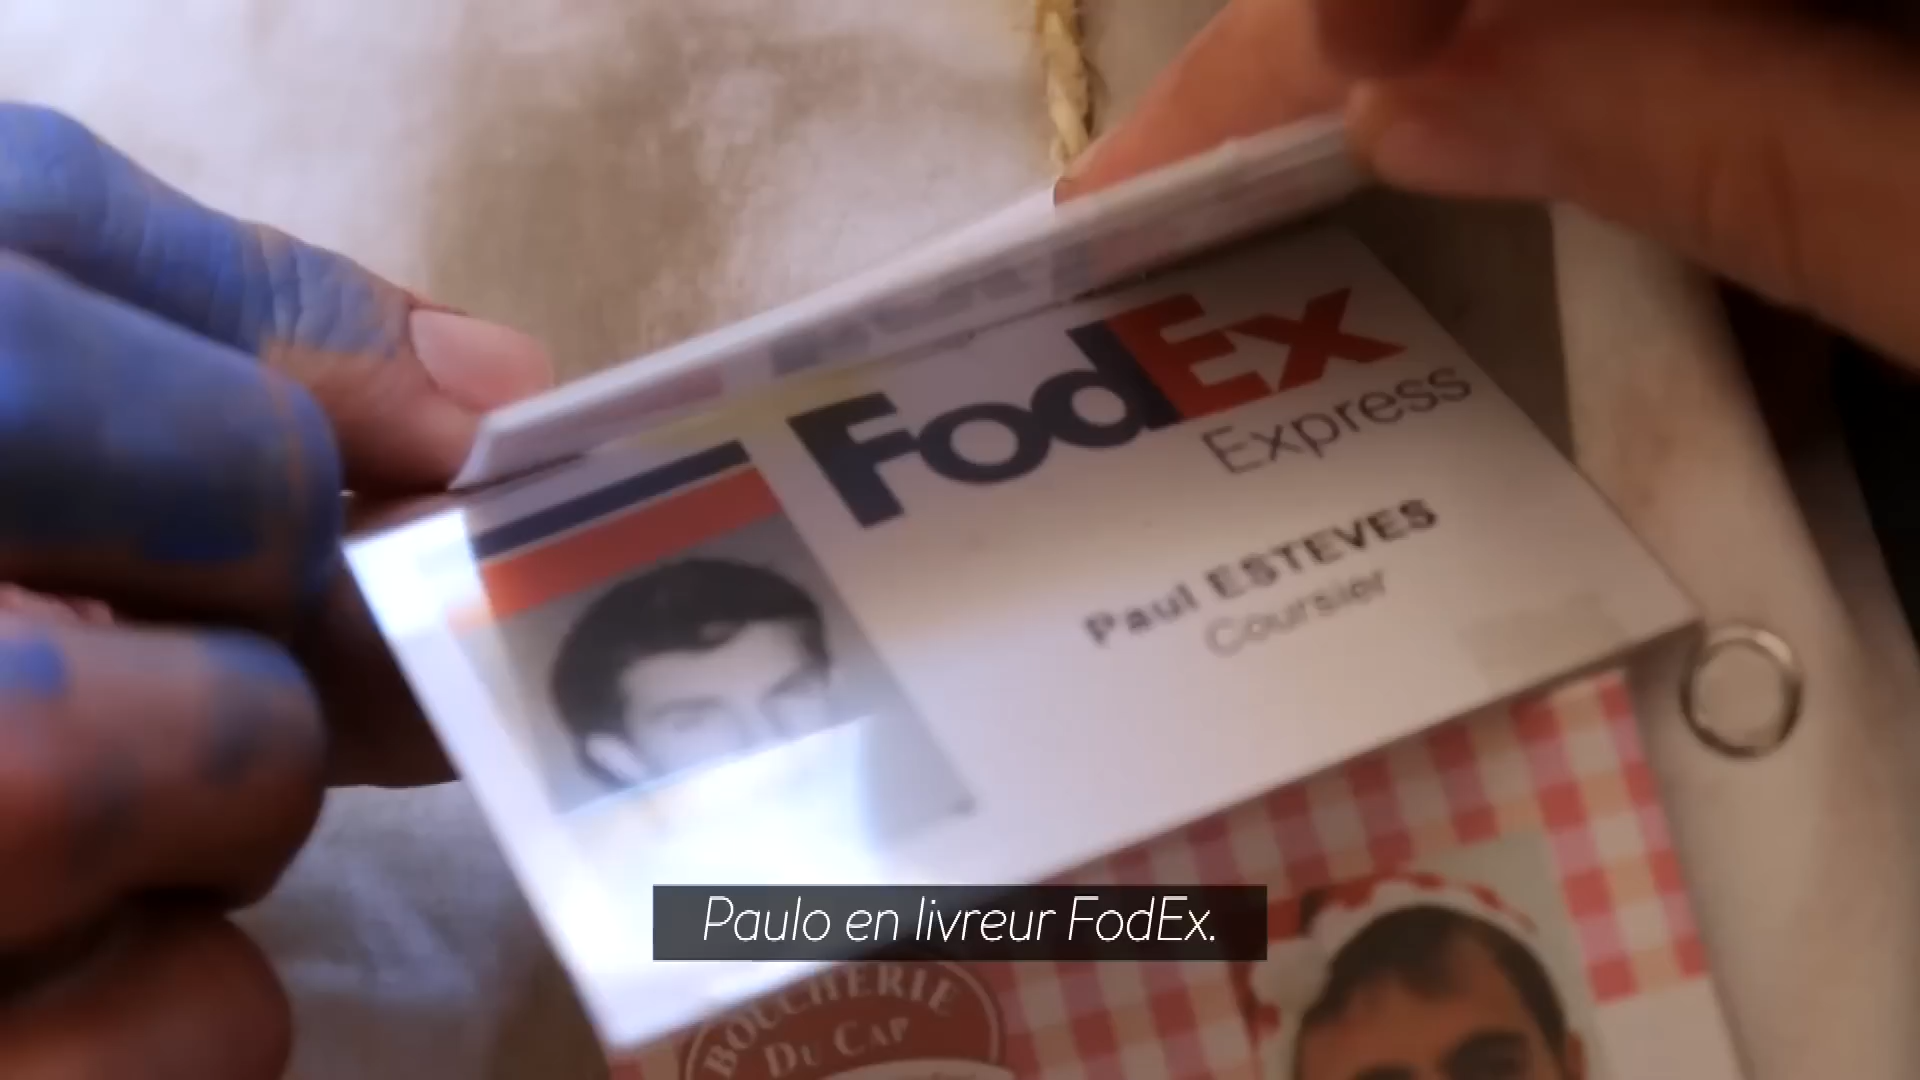 FodEx
Express
Paul ESTEVES
Coursier
Paulo en livreur FodEx.
BOUCHERIE
DU CAP